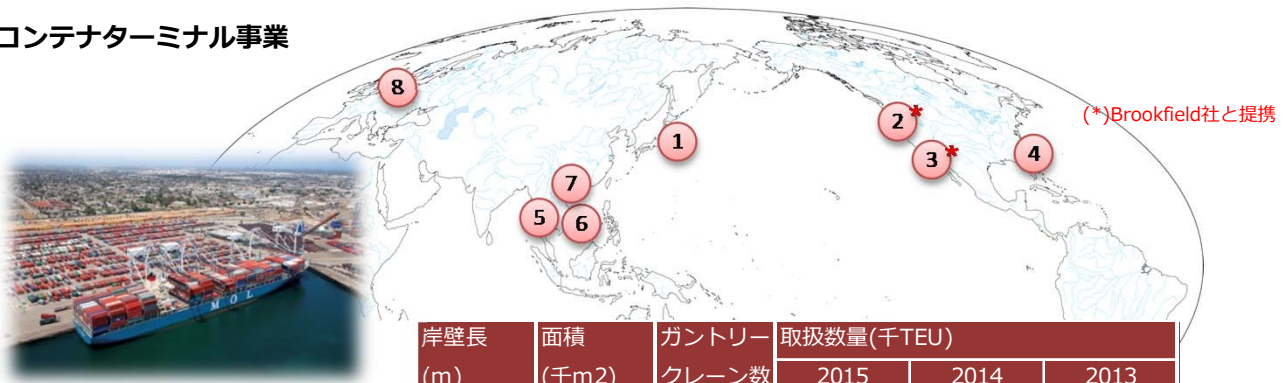 コンテナターミナル事業
8
2*
(*)Brookfield社と提携
1
3*
4
7
5
6
MOL
岸壁長 面積 ガントリー 取扱数量(千TEU)
(m) (千m2) クレーン数 2015 2014 2013